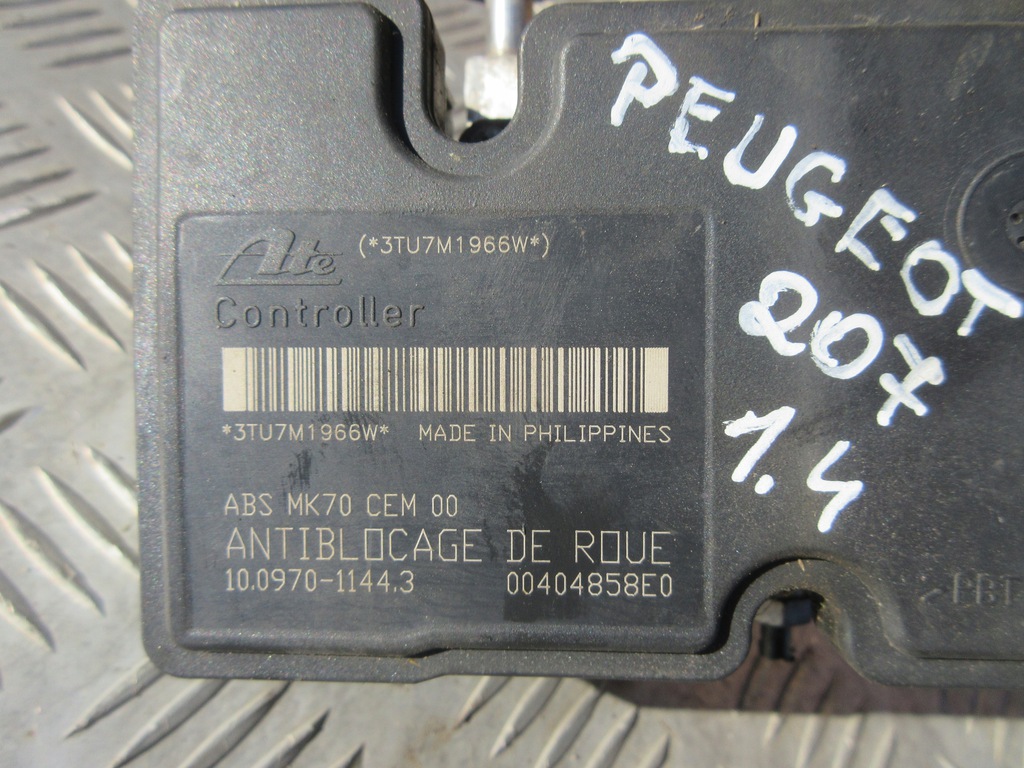 Ate (*3TU7M1966W*)
Controller
*3TU7M1966W* MADE IN PHILIPPINES
ABS MK70 CEM 00
ANTIBLOCAGE DE ROUE
10.0970-1144.3 00404858E0
PEUGEOT
207
1.4
>PBT